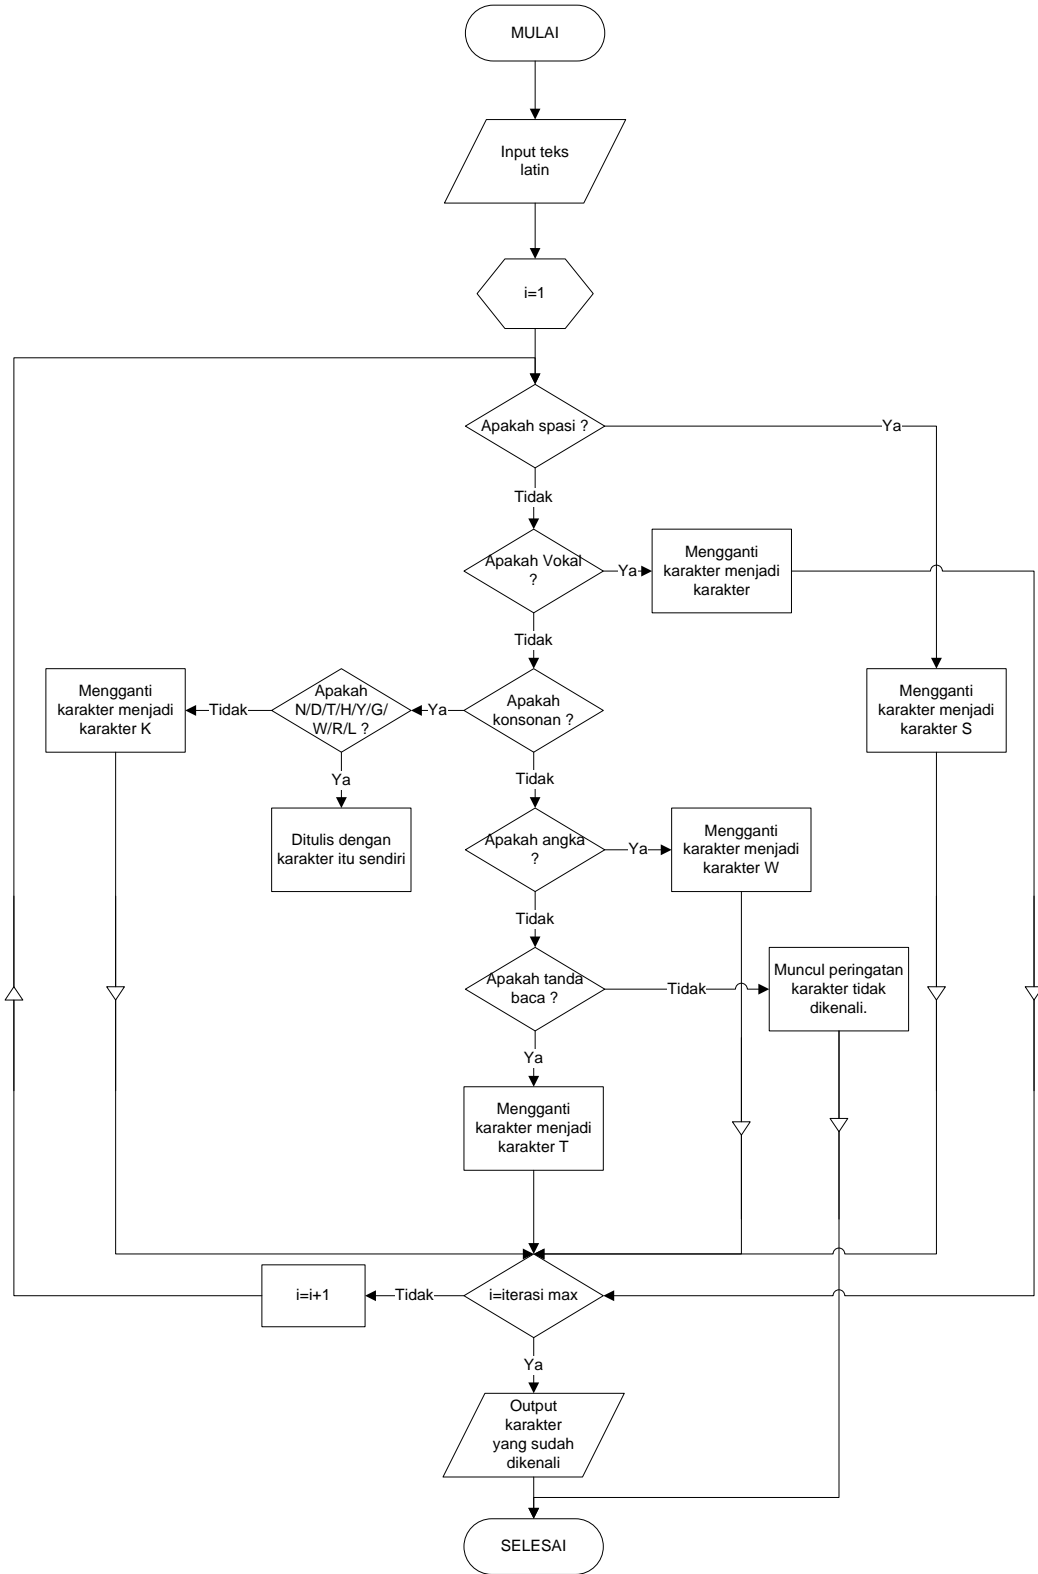 MULAI
Input teks
latin
i=1
Apakah spasi ?
Ya
Tidak
Apakah Vokal
?
Ya
Mengganti
karakter menjadi
karakter
Tidak
Mengganti
karakter menjadi
karakter K
Tidak
Apakah
N/D/T/H/Y/G/
W/R/L ?
Ya
Apakah
konsonan ?
Mengganti
karakter menjadi
karakter S
Ya
Tidak
Ditulis dengan
karakter itu sendiri
Apakah angka
?
Ya
Mengganti
karakter menjadi
karakter W
Tidak
Apakah tanda
baca ?
Tidak
Muncul peringatan
karakter tidak
dikenali.
Ya
Mengganti
karakter menjadi
karakter T
i=i+1
Tidak
i=iterasi max
Ya
Output
karakter
yang sudah
dikenali
SELESAI